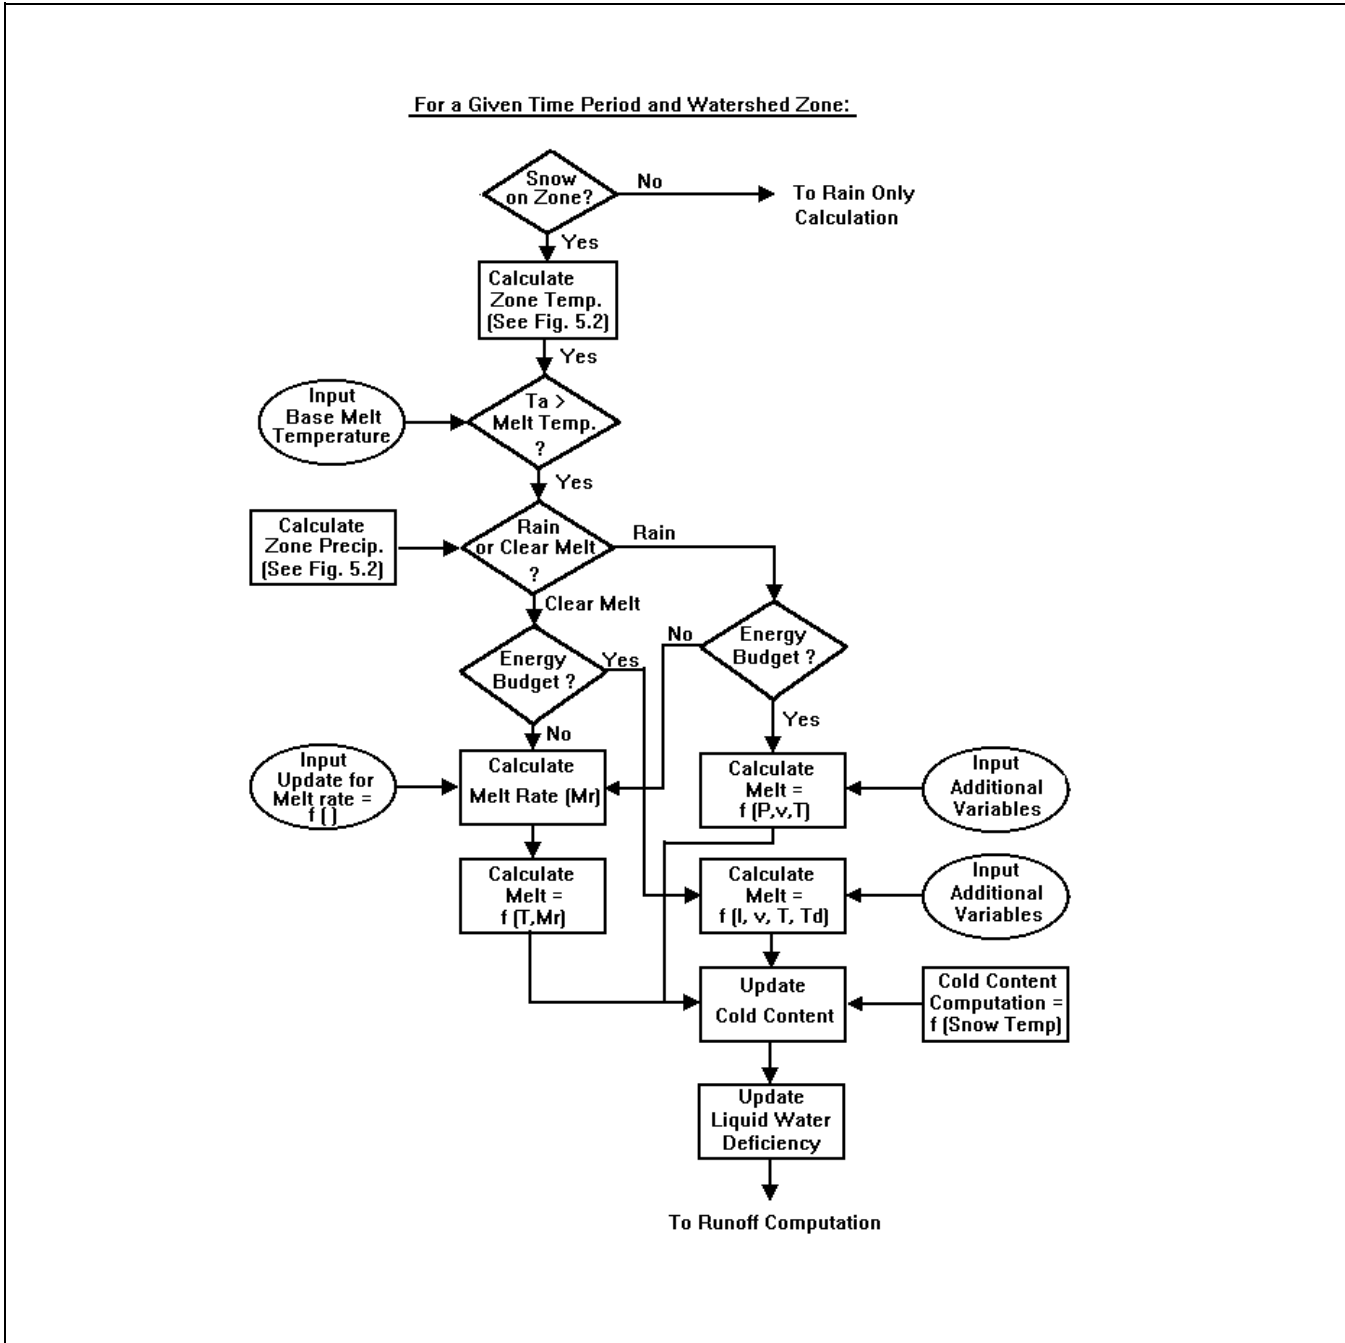 For a Given Time Period and Watershed Zone:
Snow
on Zone?
No
To Rain Only
Calculation
Yes
Calculate
Zone Temp.
(See Fig. 5.2)
Yes
Input
Base Melt
Temperature
Ta >
Melt Temp.
?
Yes
Calculate
Zone Precip.
(See Fig. 5.2)
Rain
or Clear Melt
?
Rain
Clear Melt
Energy
Budget ?
Yes
No
Energy
Budget ?
No
Yes
Input
Update for
Melt rate =
f ( )
Calculate
Melt Rate (Mr)
Calculate
Melt =
f (P,v,T)
Input
Additional
Variables
Calculate
Melt =
f (T,Mr)
Calculate
Melt =
f (I, v, T, Td)
Input
Additional
Variables
Update
Cold Content
Cold Content
Computation =
f (Snow Temp)
Update
Liquid Water
Deficiency
To Runoff Computation